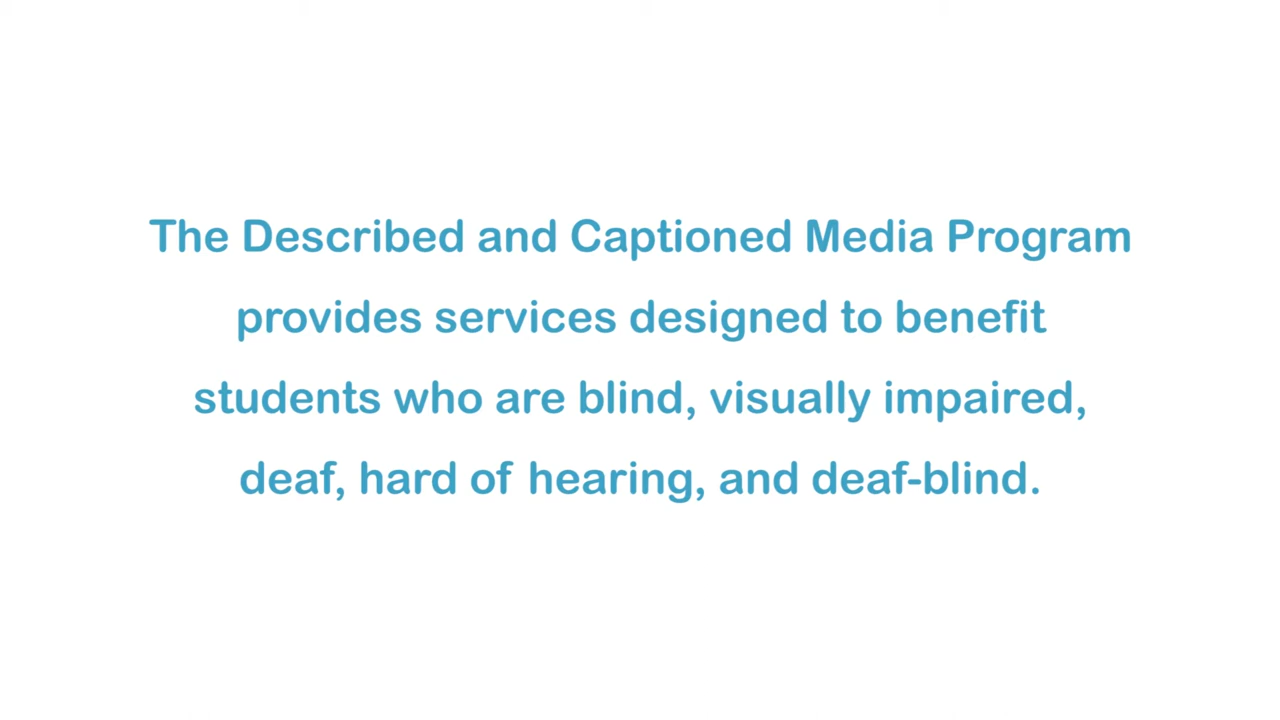 The Described and Captioned Media Program
provides services designed to benefit
students who are blind, visually impaired,
deaf, hard of hearing, and deaf-blind.